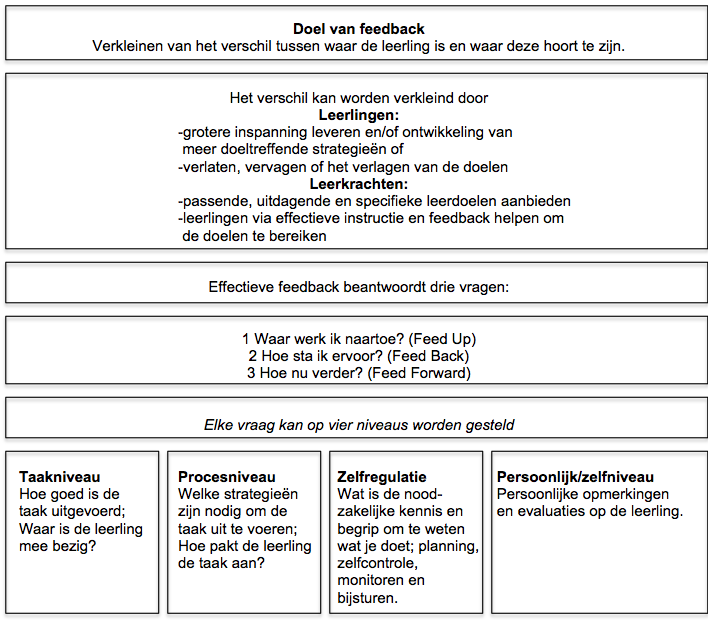 Doel van feedback
Verkleinen van het verschil tussen waar de leerling is en waar deze hoort te zijn.
Het verschil kan worden verkleind door
Leerlingen:
-grotere inspanning leveren en/of ontwikkeling van
meer doeltreffende strategieën of
-verlaten, vervagen of het verlagen van de doelen
Leerkrachten:
-passende, uitdagende en specifieke leerdoelen aanbieden
-leerlingen via effectieve instructie en feedback helpen om
de doelen te bereiken
Effectieve feedback beantwoordt drie vragen:
1 Waar werk ik naartoe? (Feed Up)
2 Hoe sta ik ervoor? (Feed Back)
3 Hoe nu verder? (Feed Forward)
Elke vraag kan op vier niveaus worden gesteld
Taakniveau
Hoe goed is de
taak uitgevoerd;
Waar is de leerling
mee bezig?
Procesniveau
Welke strategieën
zijn nodig om de
taak uit te voeren;
Hoe pakt de leerling
de taak aan?
Zelfregulatie
Wat is de nood-
zakelijke kennis en
begrip om te weten
wat je doet; planning,
zelfcontrole,
monitoren en
bijsturen.
Persoonlijk/zelfniveau
Persoonlijke opmerkingen
en evaluaties op de leerling.